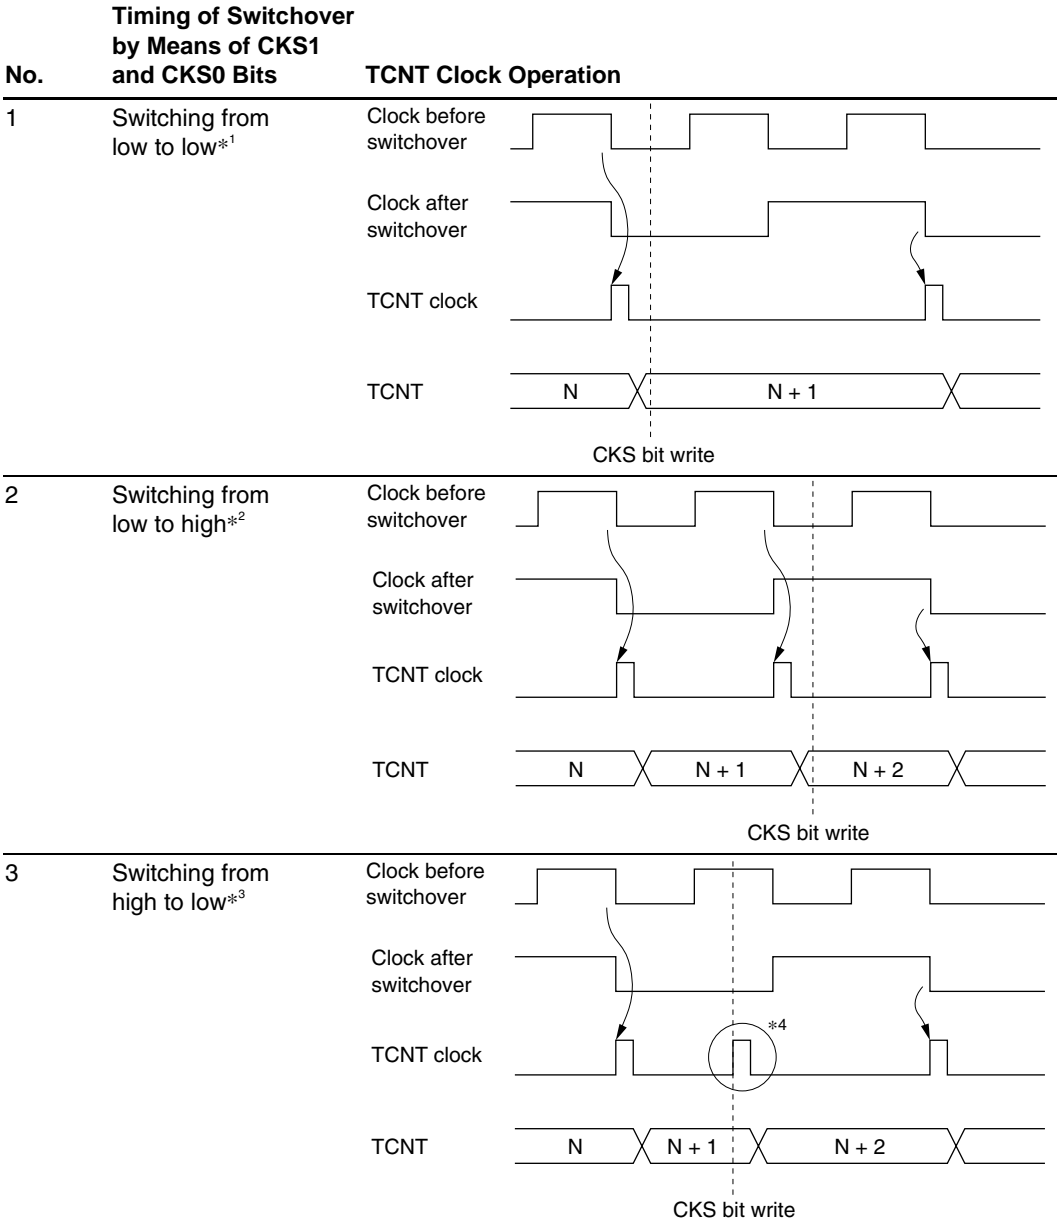 Timing of Switchover
by Means of CKS1
No. and CKS0 Bits TCNT Clock Operation
1 Switching from
low to low*1
Clock before
switchover
Clock after
switchover
TCNT clock
TCNT N N + 1
CKS bit write
2 Switching from
low to high*2
Clock before
switchover
Clock after
switchover
TCNT clock
TCNT N N + 1 N + 2
CKS bit write
3 Switching from
high to low*3
Clock before
switchover
Clock after
switchover
*4
TCNT clock
TCNT N N + 1 N + 2
CKS bit write